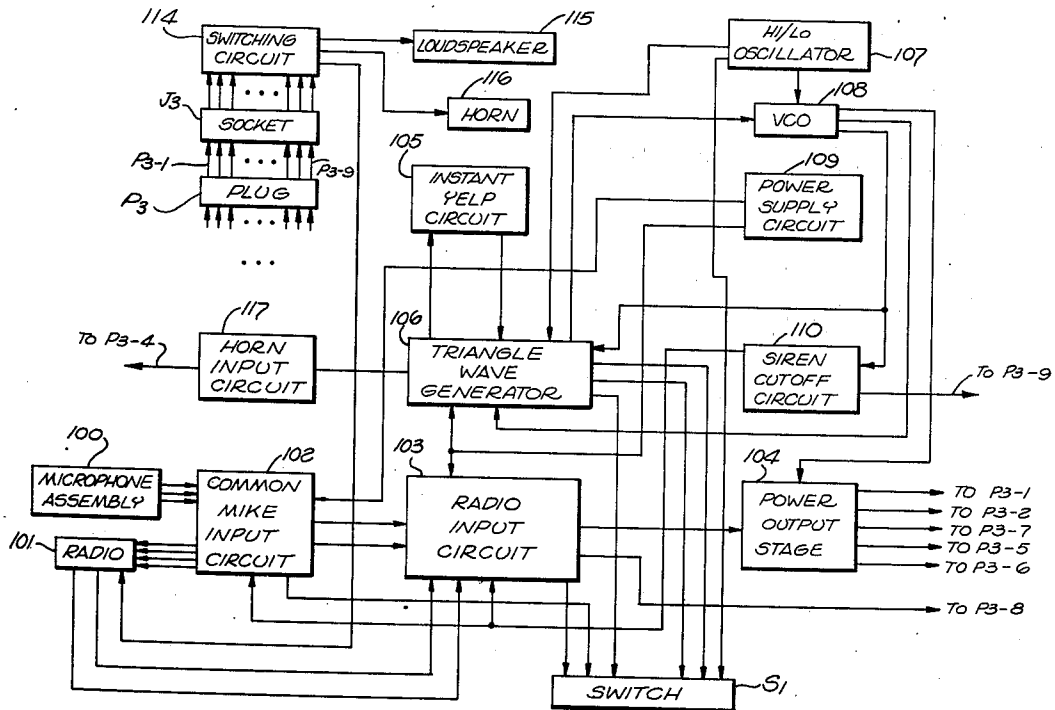 114
SWITCHING
CIRCUIT
115
LOUDSPEAKER
116
HORN
HI/LO
OSCILLATOR
107
108
VCO
J3
SOCKET
P3-1
P3-9
P3
PLUG
105
INSTANT
YELP
CIRCUIT
109
POWER
SUPPLY
CIRCUIT
TO P3-4
117
HORN
INPUT
CIRCUIT
106
TRIANGLE
WAVE
GENERATOR
110
SIREN
CUTOFF
CIRCUIT
TO P3-9
100
MICROPHONE
ASSEMBLY
102
COMMON
MIKE
INPUT
CIRCUIT
101
RADIO
103
RADIO
INPUT
CIRCUIT
104
POWER
OUTPUT
STAGE
TO P3-1
TO P3-2
TO P3-7
TO P3-5
TO P3-6
TO P3-8
SWITCH
S1